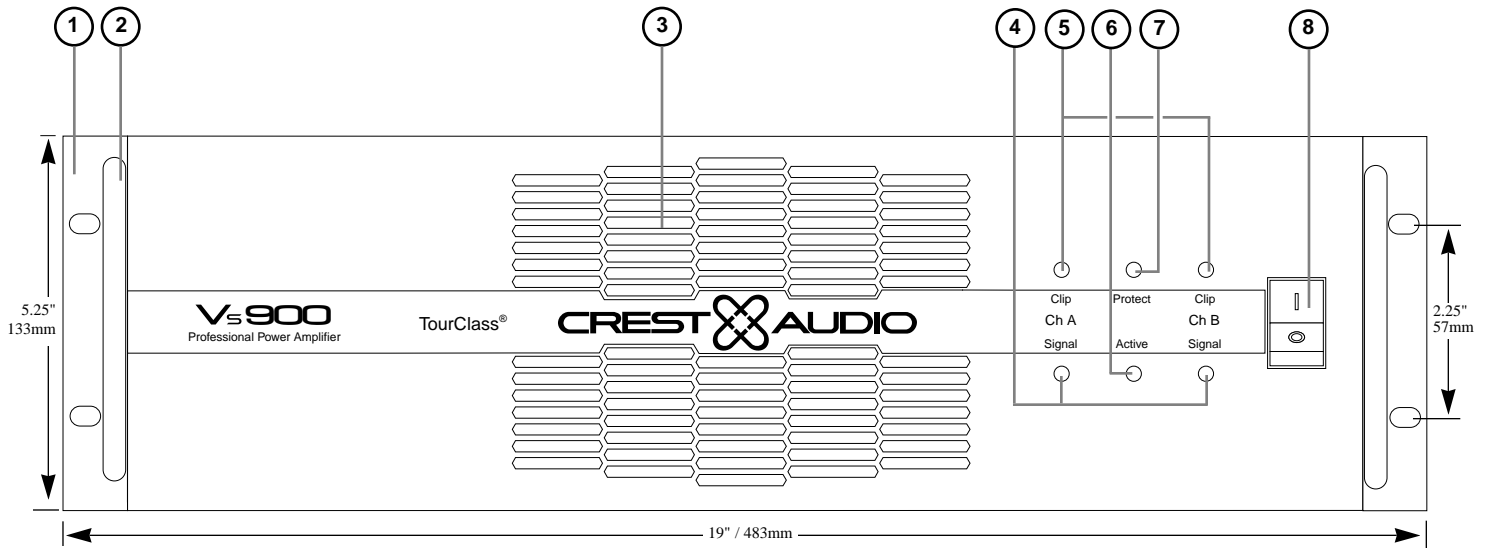 1 2 3 4 5 6 7 8
5.25"
133mm
Vs900
Professional Power Amplifier
TourClass®
CREST AUDIO
Clip Protect Clip
Ch A Ch B
Signal Active Signal
2.25"
57mm
19" / 483mm